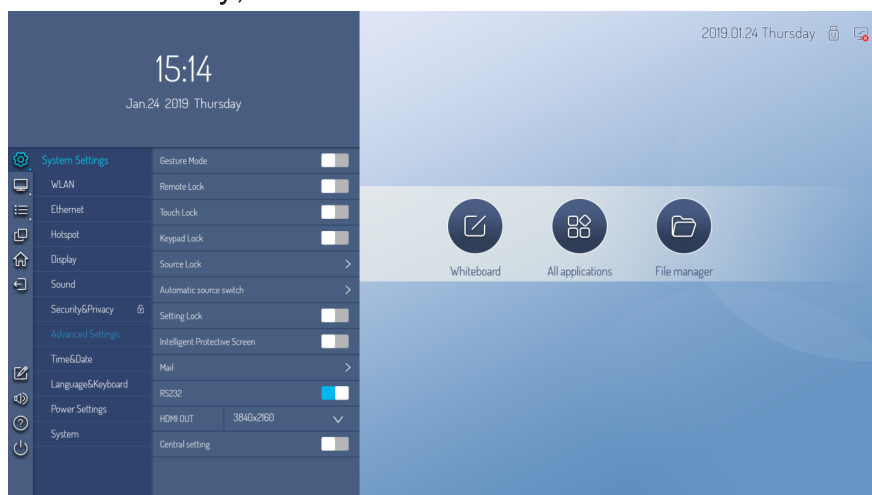 2019.01.24 Thursday
15:14
Jan.24 2019 Thursday
System Settings
WLAN
Ethernet
Hotspot
Display
Sound
Security&Privacy
Advanced Settings
Time&Date
Language&Keyboard
Power Settings
System
Gesture Mode
Remote Lock
Touch Lock
Keypad Lock
Source Lock
Automatic source switch
Setting Lock
Intelligent Protective Screen
Mail
RS232
HDMI OUT 3840x2160
Central setting
Whiteboard All applications File manager